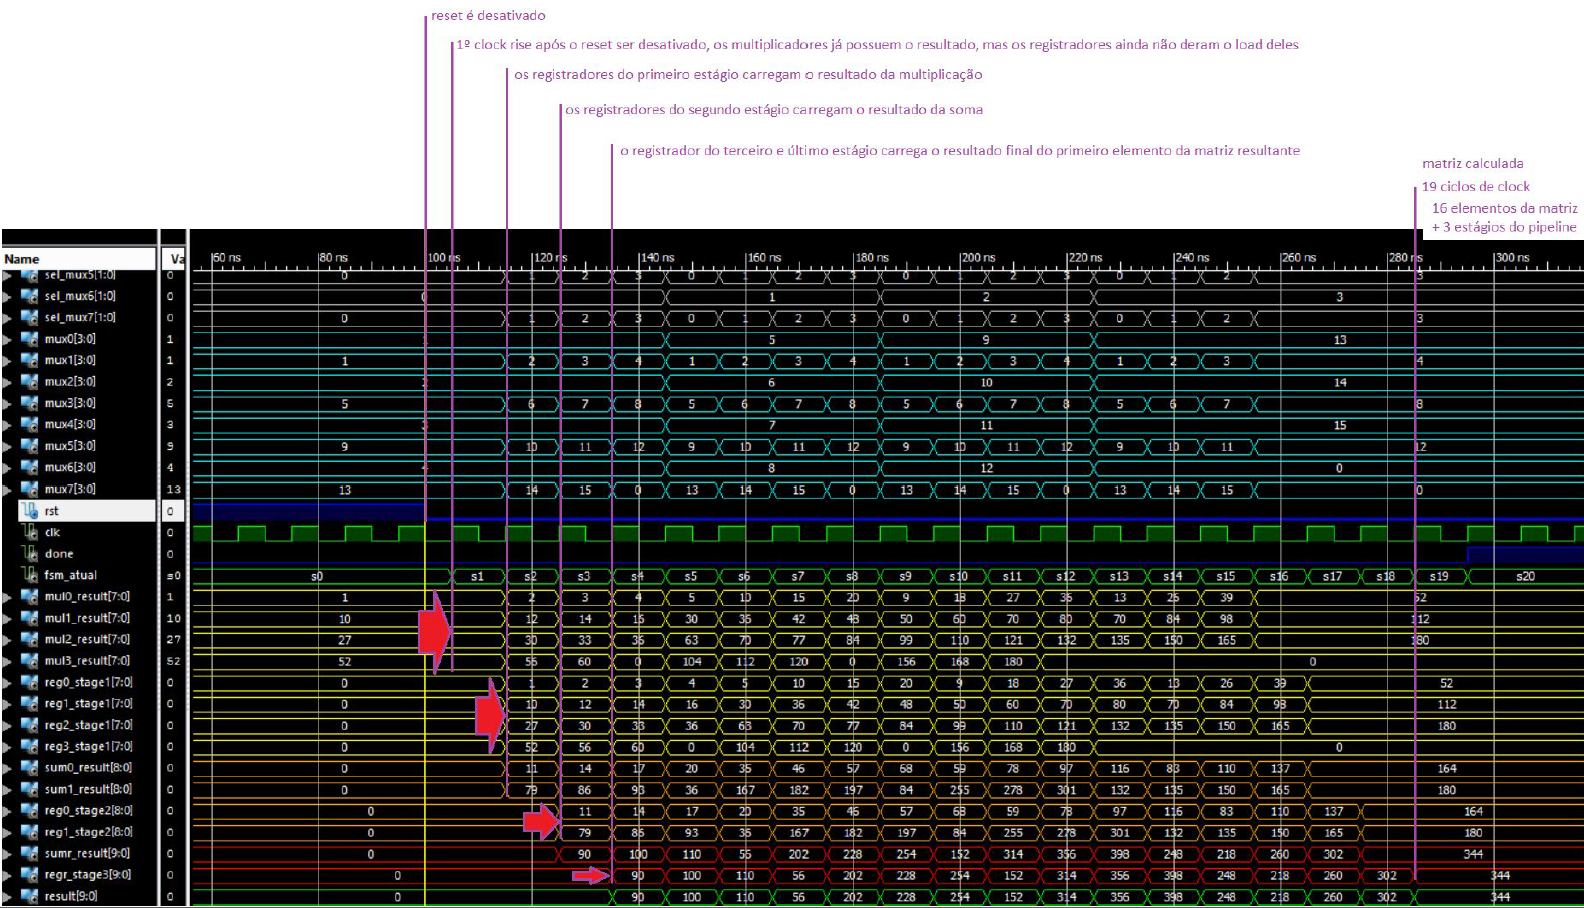 reset é desativado
1º clock rise após o reset ser desativado, os multiplicadores já possuem o resultado, mas os registradores ainda não deram o load deles
os registradores do primeiro estágio carregam o resultado da multiplicação
os registradores do segundo estágio carregam o resultado da soma
o registrador do terceiro e último estágio carrega o resultado final do primeiro elemento da matriz resultante
matriz calculada
19 ciclos de clock
16 elementos da matriz
+ 3 estágios do pipeline
Name Va 60 ns 80 ns 100 ns 120 ns 140 ns 160 ns 180 ns 200 ns 220 ns 240 ns 260 ns 280 ns 300 ns
sel_mux5[1:0] 0 0 1 2 3 0 1 2 3 0 1 2 3 0 1 2 3
sel_mux6[1:0] 0 0 1 2 3
sel_mux7[1:0] 0 0 1 2 3 0 1 2 3 0 1 2 3 0 1 2 3
mux0[3:0] 1 1 5 9 13
mux1[3:0] 1 1 2 3 4 1 2 3 4 1 2 3 4 1 2 3 4
mux2[3:0] 2 2 6 10 14
mux3[3:0] 5 5 6 7 8 5 6 7 8 5 6 7 8 5 6 7 8
mux4[3:0] 3 3 7 11 15
mux5[3:0] 9 9 10 11 12 9 10 11 12 9 10 11 12 9 10 11 12
mux6[3:0] 4 4 8 12 0
mux7[3:0] 13 13 14 15 0 13 14 15 0 13 14 15 0 13 14 15 0
rst 0
clk 0
done 0
fsm_atual s0 s0 s1 s2 s3 s4 s5 s6 s7 s8 s9 s10 s11 s12 s13 s14 s15 s16 s17 s18 s19 s20
mul0_result[7:0] 1 1 2 3 4 5 10 15 20 9 18 27 36 13 26 39 52
mul1_result[7:0] 10 10 12 14 16 30 36 42 48 50 60 70 80 70 84 98 112
mul2_result[7:0] 27 27 30 33 36 63 70 77 84 99 110 121 132 135 150 165 180
mul3_result[7:0] 52 52 56 60 0 104 112 120 0 156 168 180 0
reg0_stage1[7:0] 0 0 1 2 3 4 5 10 15 20 9 18 27 36 13 26 39 52
reg1_stage1[7:0] 0 0 10 12 14 16 30 36 42 48 50 60 70 80 70 84 98 112
reg2_stage1[7:0] 0 0 27 30 33 36 63 70 77 84 99 110 121 132 135 150 165 180
reg3_stage1[7:0] 0 0 52 56 60 0 104 112 120 0 156 168 180 0
sum0_result[8:0] 0 0 11 14 17 20 35 46 57 68 59 78 97 116 83 110 137 164
sum1_result[8:0] 0 0 79 86 93 36 167 182 197 84 255 278 301 132 135 150 165 180
reg0_stage2[8:0] 0 0 11 14 17 20 35 46 57 68 59 78 97 116 83 110 137 164
reg1_stage2[8:0] 0 0 79 86 93 36 167 182 197 84 255 278 301 132 135 150 165 180
sumr_result[9:0] 0 0 90 100 110 56 202 228 254 152 314 356 398 248 218 260 302 344
regr_stage3[9:0] 0 0 90 100 110 56 202 228 254 152 314 356 398 248 218 260 302 344
result[9:0] 0 0 90 100 110 56 202 228 254 152 314 356 398 248 218 260 302 344